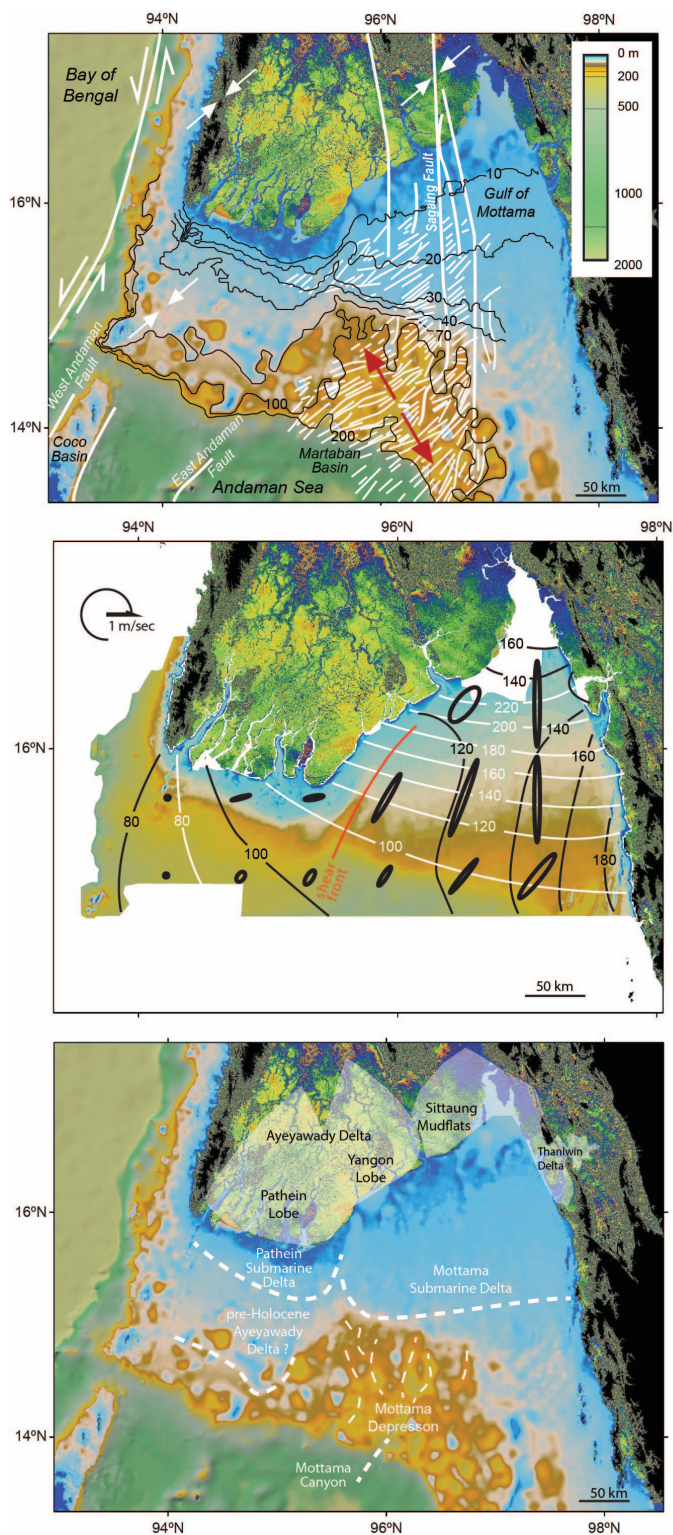 94ºN
96ºN
98ºN
Bay of
Bengal
0 m
200
500
1000
2000
16ºN
Sagaing Fault
10
Gulf of
Mottama
20
30
40
70
West Andaman
Fault
100
200
14ºN
Coco
Basin
East Andaman
Fault
Martaban
Basin
Andaman Sea
50 km
94ºN
96ºN
98ºN
1 m/sec
160
140
220
200
16ºN
120
180
140
160
160
140
80
80
120
100
100
180
shear
front
50 km
94ºN
96ºN
98ºN
Sittaung
Mudflats
Ayeyawady Delta
Yangon
Lobe
Thanlwin
Delta
Pathein
Lobe
16ºN
Pathein
Submarine
Delta
Mottama
Submarine Delta
pre-Holocene
Ayeyawady
Delta ?
14ºN
Mottama
Depresson
Mottama
Canyon
50 km
94ºN
96ºN
98ºN